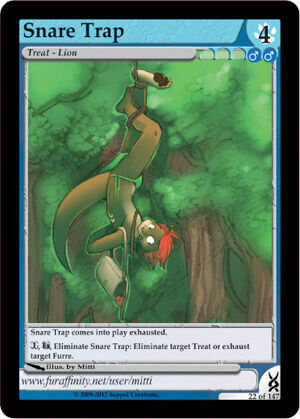 Snare Trap
4
Treat - Lion
♂♂
Snare Trap comes into play exhausted.
, Eliminate Snare Trap: Eliminate target Treat or exhaust
target Furre.
Illus. by Mitti
www.furaffinity.net/user/mitti
© 2009-2012 Seppel Creations.
22 of 147